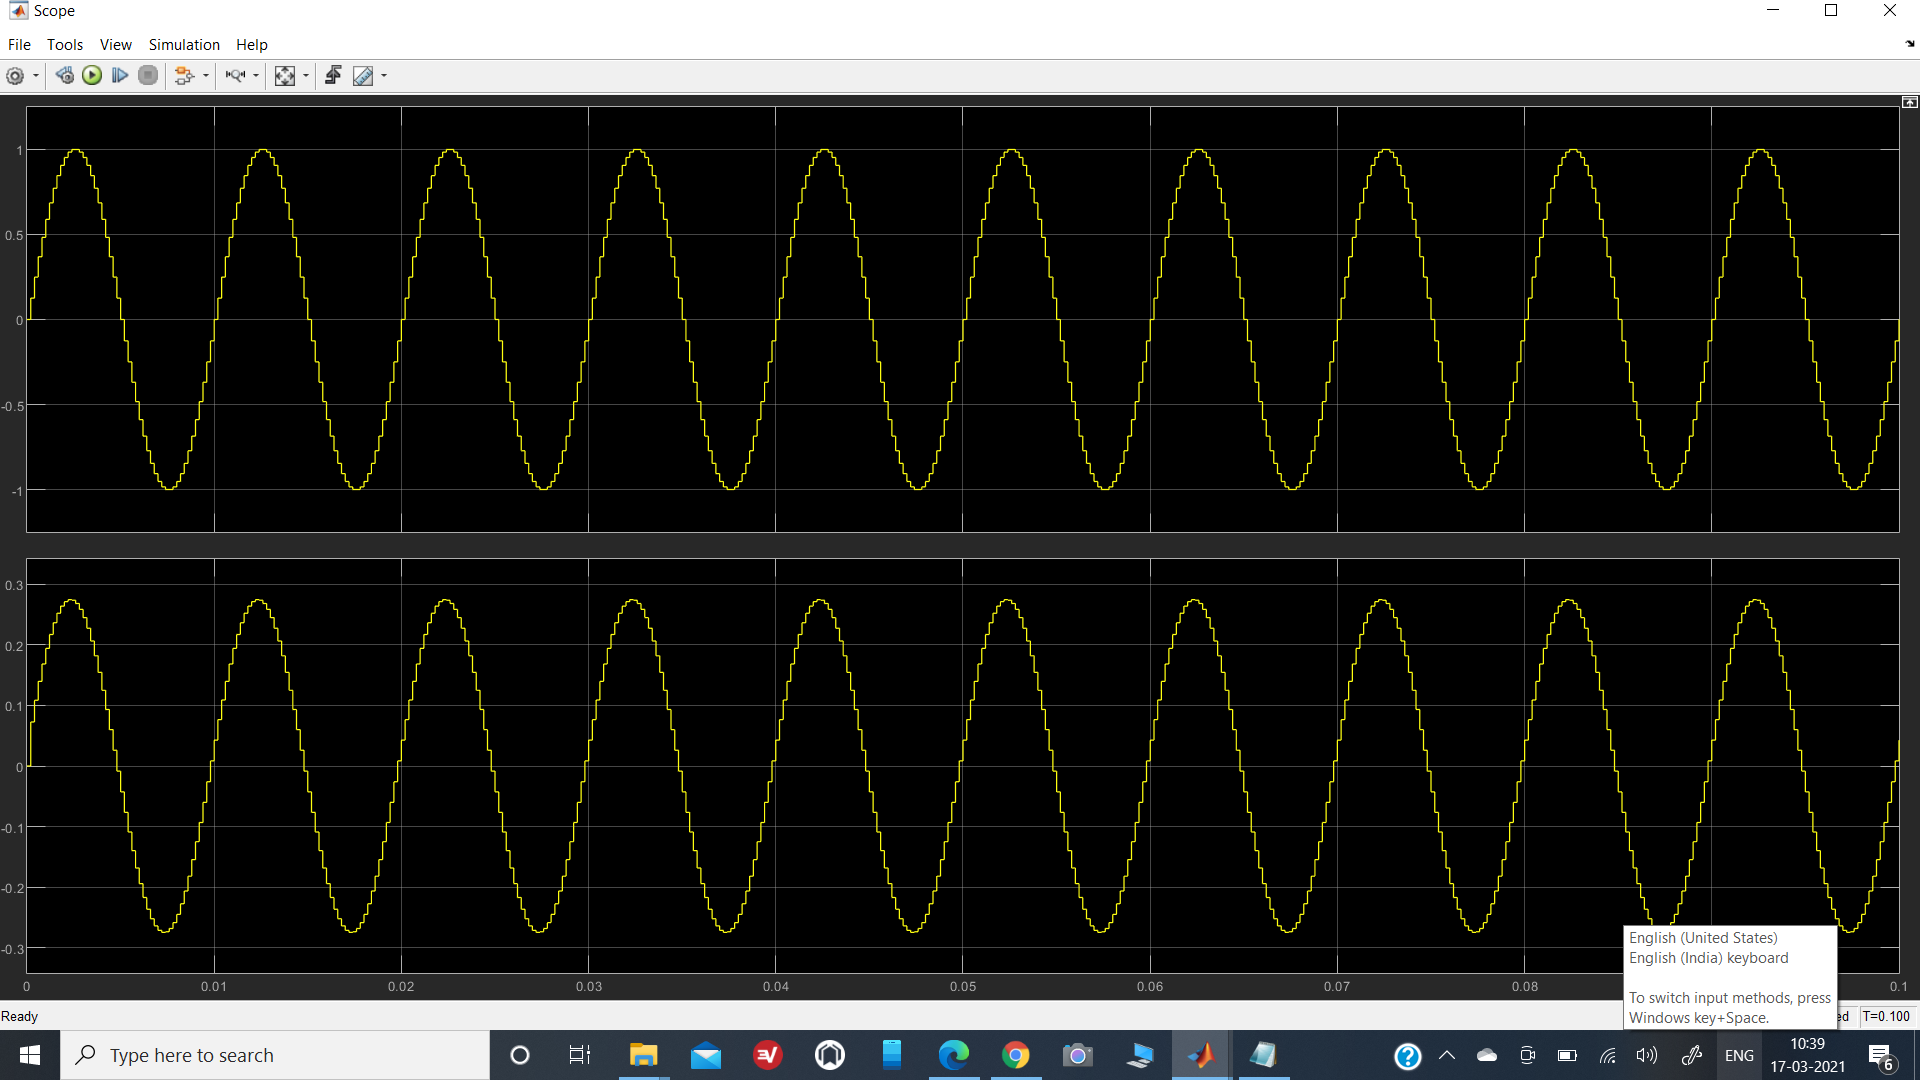 Scope
File Tools View Simulation Help
1
0.5
0
-0.5
-1
0.3
0.2
0.1
0
-0.1
-0.2
-0.3
0 0.01 0.02 0.03 0.04 0.05 0.06 0.07 0.08 0.1
English (United States)
English (India) keyboard
To switch input methods, press
Windows key+Space.
Ready ed T=0.100
Type here to search
ENG
10:39
17-03-2021
6